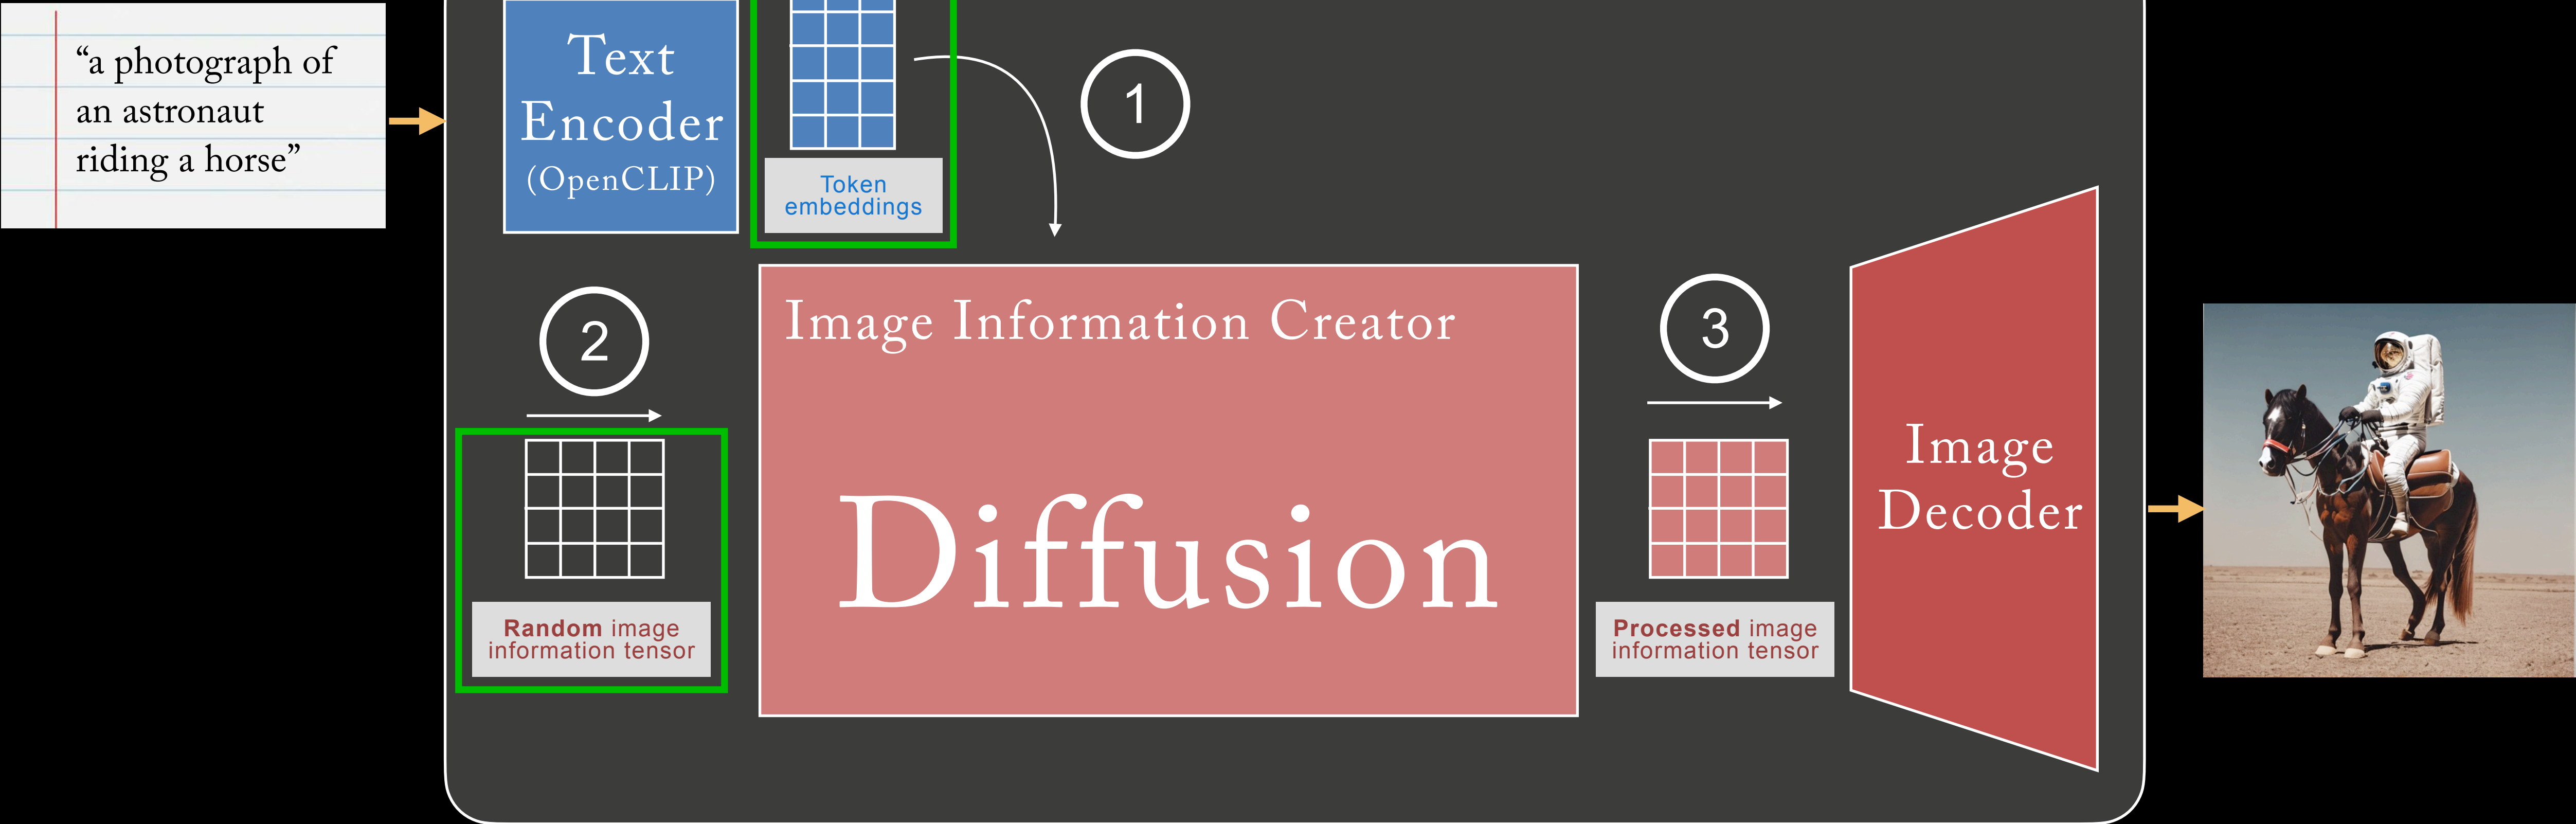 “a photograph of
an astronaut
riding a horse”
Text
Encoder
(OpenCLIP)
Token
embeddings
1
2
Image Information Creator
Diffusion
3
Random image
information tensor
Processed image
information tensor
Image
Decoder